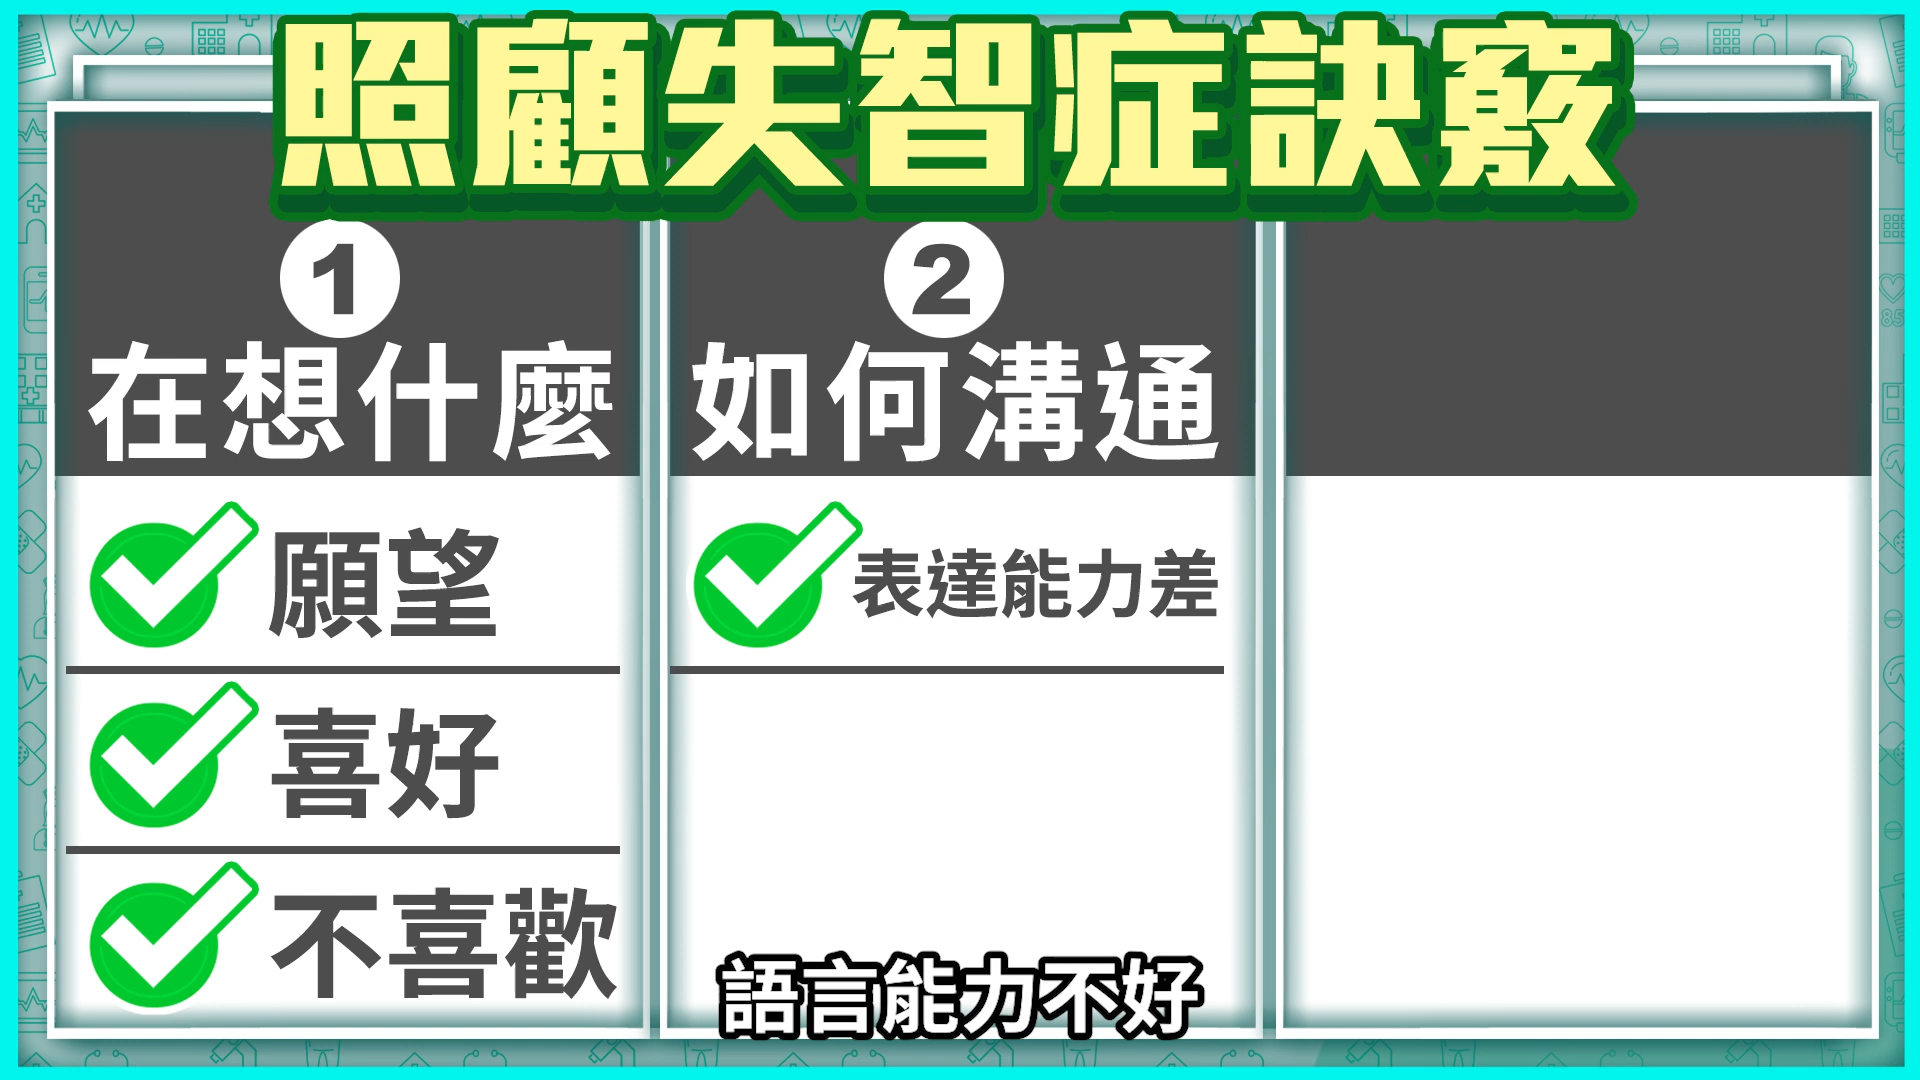 照顧失智症訣竅
1
在想什麼
願望
喜好
不喜歡
2
如何溝通
表達能力差
語言能力不好